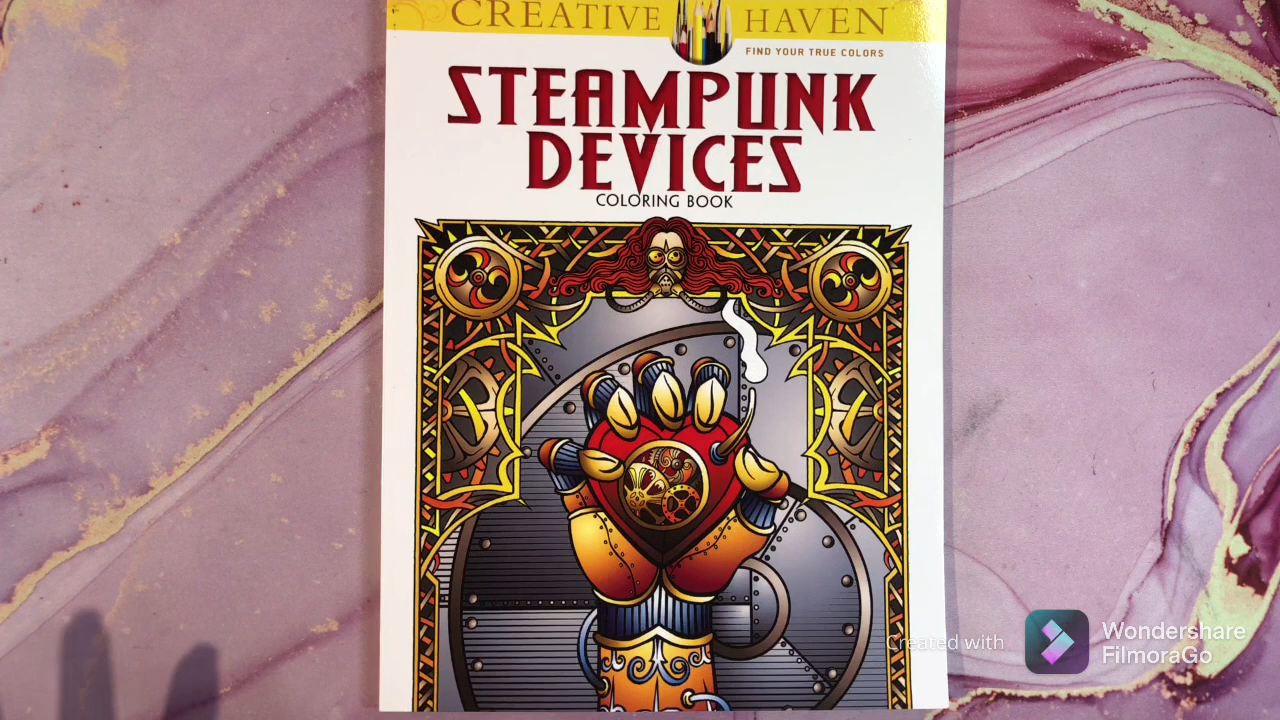 CREATIVE HAVEN
FIND YOUR TRUE COLORS
STEAMPUNK
DEVICES
COLORING BOOK
Created with
Wondershare
FilmoraGo